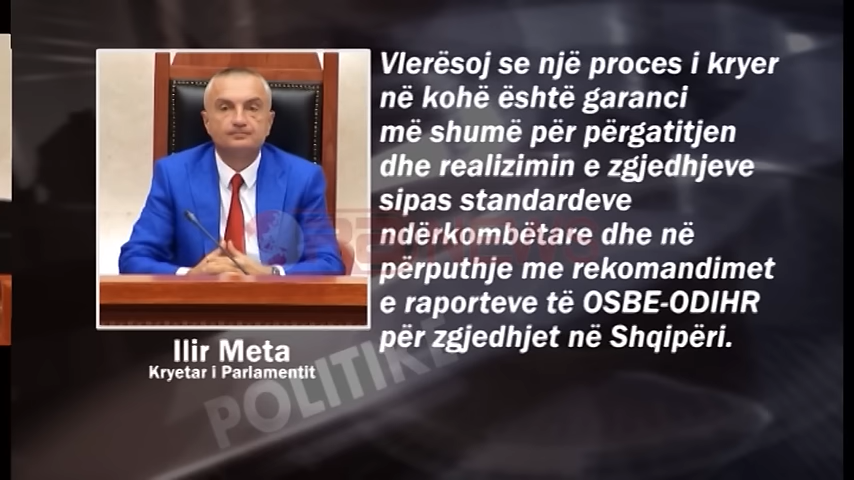 Vlerësoj se një proces i kryer
në kohë është garanci
më shumë për përgatitjen
dhe realizimin e zgjedhjeve
sipas standardeve
ndërkombëtare dhe në
përputhje me rekomandimet
e raporteve të OSBE-ODIHR
për zgjedhjet në Shqipëri.
Ilir Meta
Kryetar i Parlamentit
POLITIK